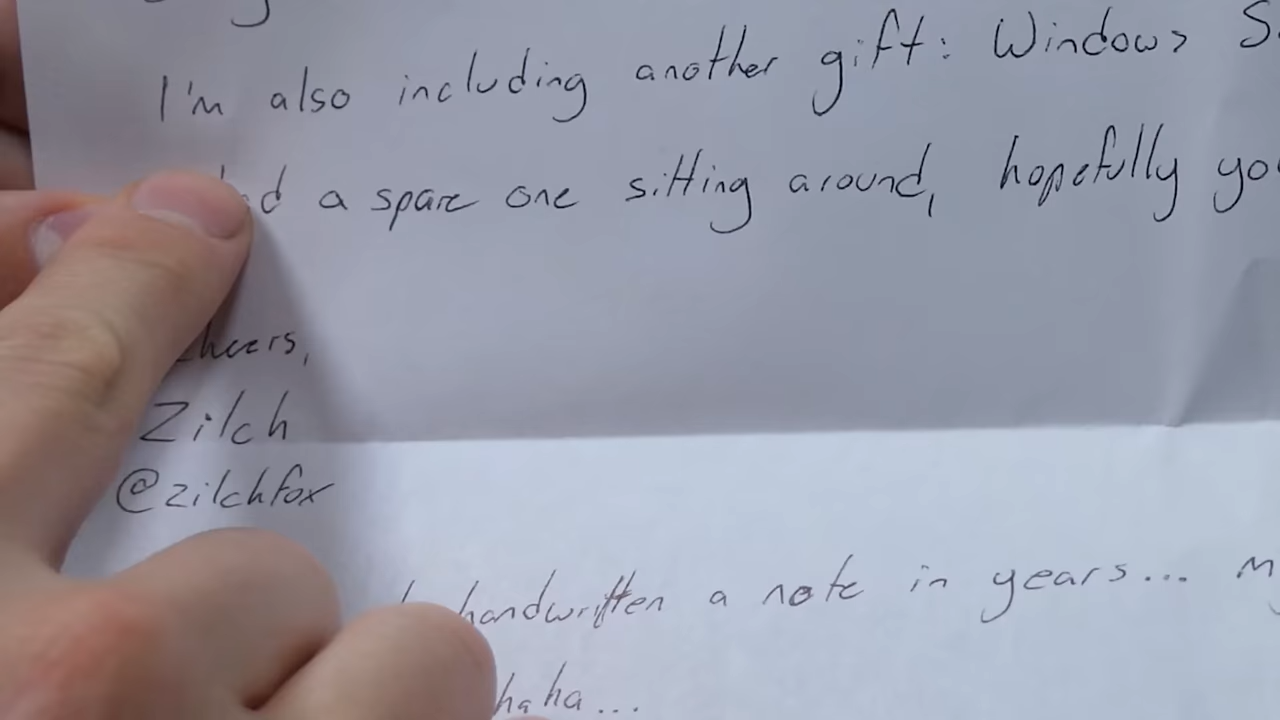 I'm also including another gift: Windows
a spare one sitting around, hopefully
Cheers,
Zilch
@zilchfox
handwritten a note in years...
haha...